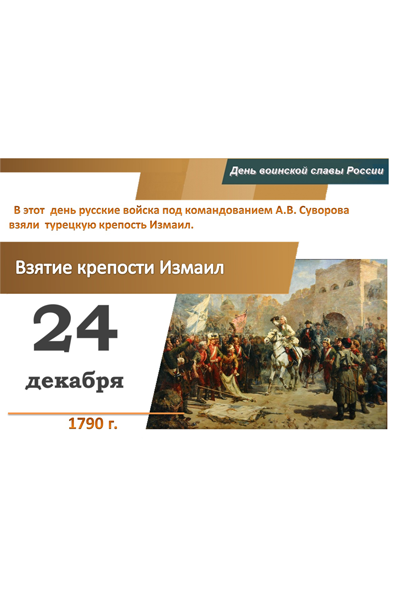 День воинской славы России
В этот день русские войска под командованием А.В. Суворова
взяли турецкую крепость Измаил.
Взятие крепости Измаил
24
декабря
1790 г.